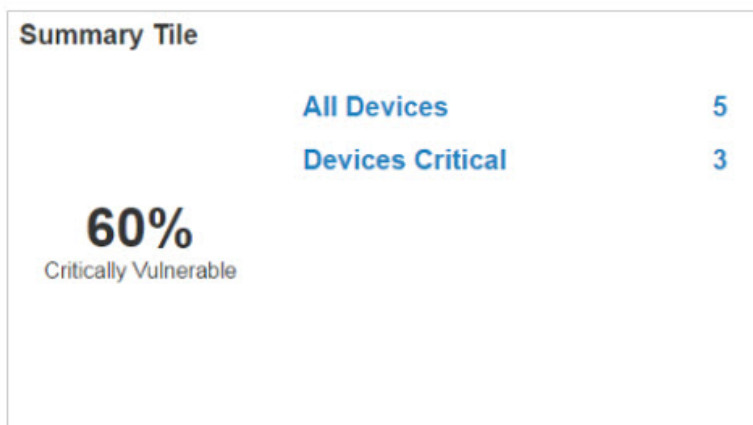 Summary Tile
All Devices 5
Devices Critical 3
60%
Critically Vulnerable